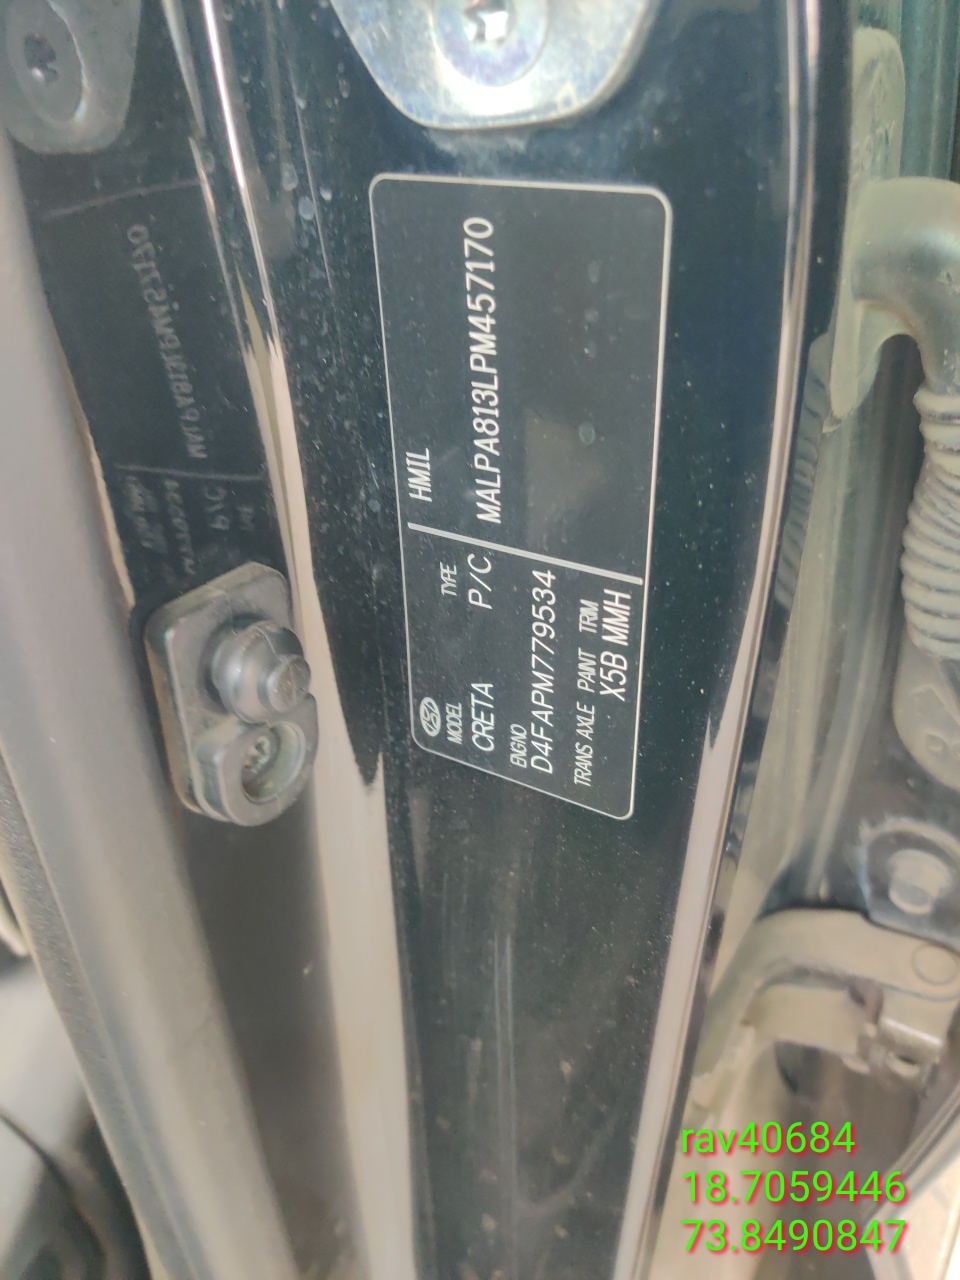 HMIL
MODEL TYPE
CRETA P/C MALPA813LPM457170
ENGNO
D4FAPM779534
TRANS AXLE PAINT TRIM
X5B MMH
rav40684
18.7059446
73.8490847